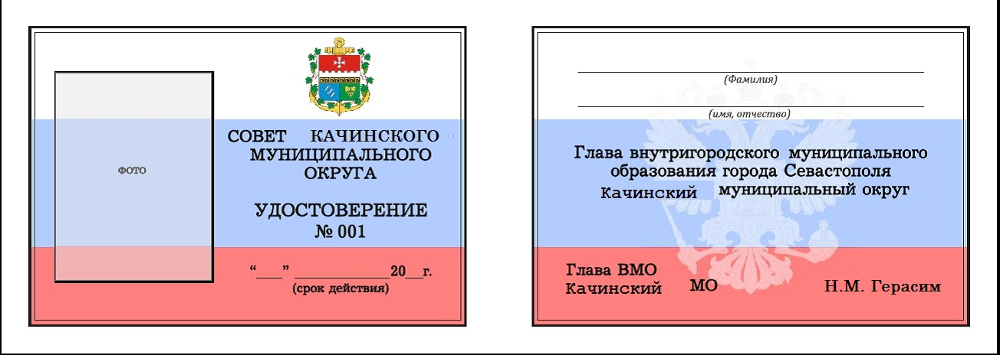 СОВЕТ КАЧИНСКОГО
МУНИЦИПАЛЬНОГО
ОКРУГА
ФОТО
УДОСТОВЕРЕНИЕ
№ 001
“___” ______________20__г.
(срок действия)
(Фамилия)
(имя, отчество)
Глава внутригородского муниципального
образования города Севастополя
Качинский муниципальный округ
Глава ВМО
Качинский МО Н.М. Герасим